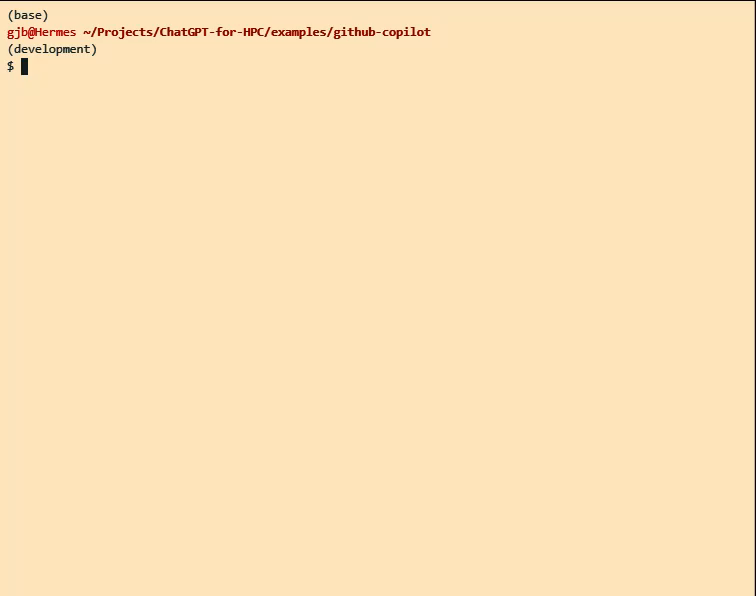 (base)
gjb@Hermes ~/Projects/ChatGPT-for-HPC/examples/github-copilot
(development)
$